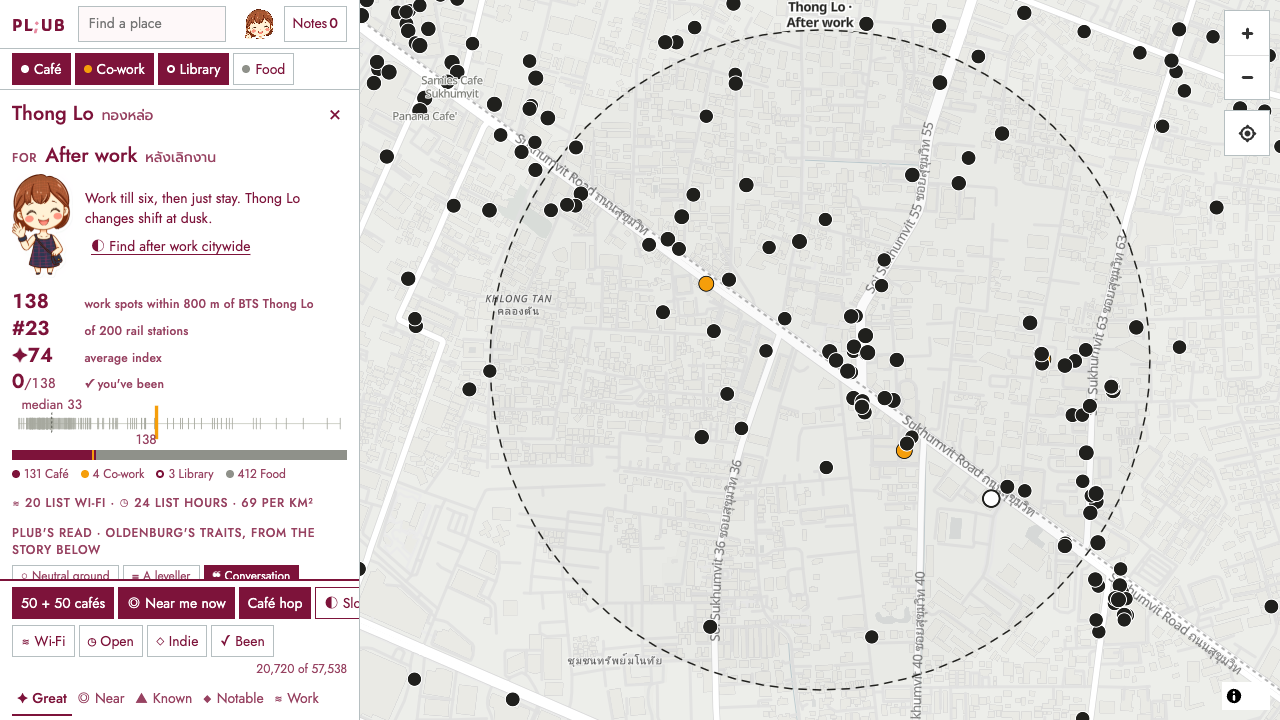 PL:UB
Find a place
Notes 0
Café
Co-work
Library
Food
Thong Lo ทองหล่อ
×
FOR After work หลังเลิกงาน
Work till six, then just stay. Thong Lo
changes shift at dusk.
Find after work citywide
138 work spots within 800 m of BTS Thong Lo
#23 of 200 rail stations
✦74 average index
0/138 ✓ you've been
median 33
138
131 Café
4 Co-work
3 Library
412 Food
≈ 20 LIST WI-FI · ◷ 24 LIST HOURS · 69 PER KM²
PLUB'S READ · OLDENBURG'S TRAITS, FROM THE
STORY BELOW
Neutral ground
A leveller
Conversation
50 + 50 cafés
Near me now
Café hop
Slo
≈ Wi-Fi
Open
Indie
✓ Been
20,720 of 57,538
✦ Great
Near
Known
Notable
≈ Work
Thong Lo ·
After work
Samies Cafe
Sukhumvit
Panana Cafe'
Sukhumvit Road ถนนสุขุมวิท
Soi Sukhumvit 55 ซอยสุขุมวิท 55
Sukhumvit 63 ซอยสุขุมวิท 63
KHLONG TAN
คลองตัน
Sukhumvit Road ถนนสุขุมวิท
Soi Sukhumvit 36 ซอยสุขุมวิท 36
khumvit 40 ซอยสุขุมวิท 40
ชุมชนทรัพย์มโนทัย
Sukhumvit Road ถนนสุขุมวิท
+
−